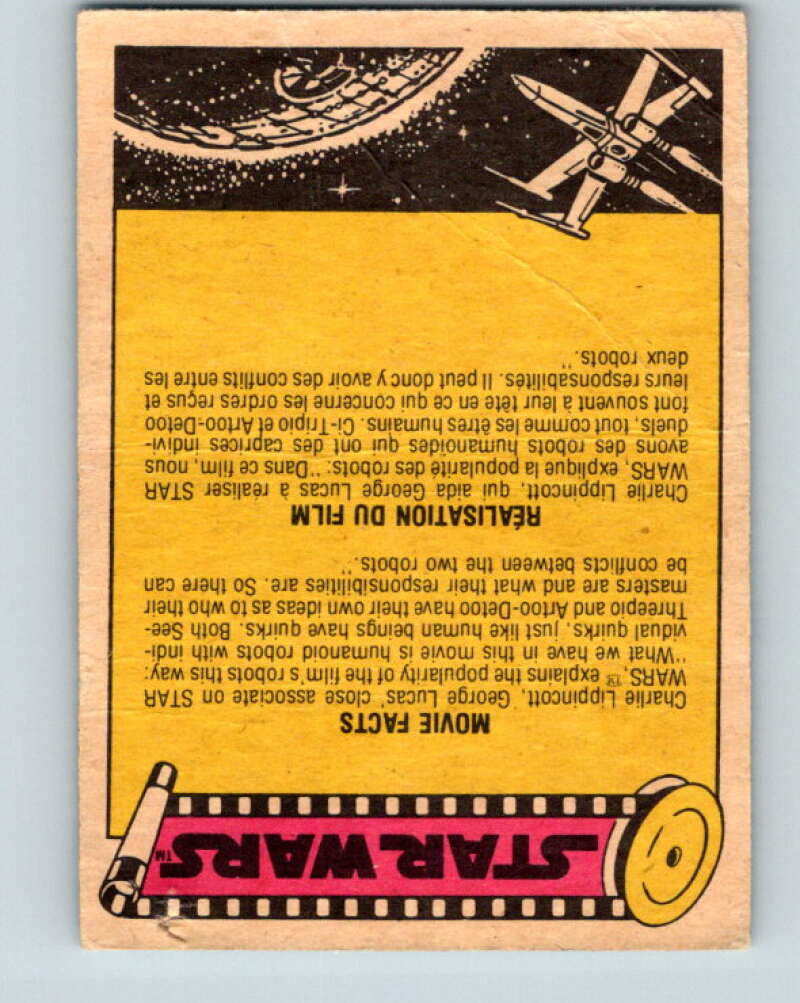 STAR WARS™
MOVIE FACTS
Charlie Lippincott, George Lucas' close associate on STAR
WARS,™ explains the popularity of the film's robots this way:
"What we have in this movie is humanoid robots with indi-
vidual quirks, just like human beings have quirks. Both See-
Threepio and Artoo-Detoo have their own ideas as to who their
masters are and what their responsibilities are. So there can
be conflicts between the two robots."
RÉALISATION DU FILM
Charlie Lippincott, qui aida George Lucas à réaliser STAR
WARS, explique la popularité des robots: "Dans ce film, nous
avons des robots humanoïdes qui ont des caprices indivi-
duels, tout comme les êtres humains. Ci-Tripio et Artoo-Detoo
font souvent à leur tête en ce qui concerne les ordres reçus et
leurs responsabilités. Il peut donc y avoir des conflits entre les
deux robots."